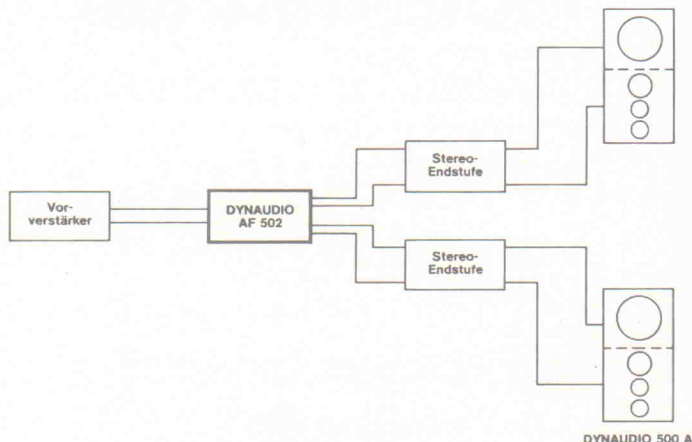 Stereo-
Endstufe
Vor-
verstärker
DYNAUDIO
AF 502
Stereo-
Endstufe
DYNAUDIO 500 A